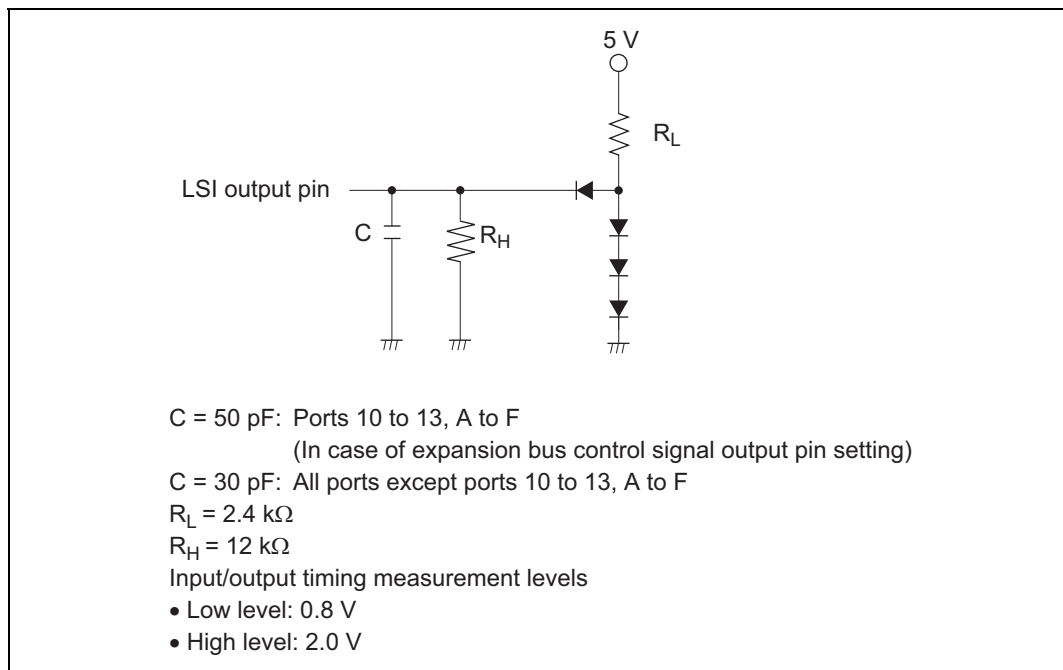 5 V
R_L
LSI output pin
C
R_H
C = 50 pF: Ports 10 to 13, A to F
(In case of expansion bus control signal output pin setting)
C = 30 pF: All ports except ports 10 to 13, A to F
R_L = 2.4 kΩ
R_H = 12 kΩ
Input/output timing measurement levels
• Low level: 0.8 V
• High level: 2.0 V